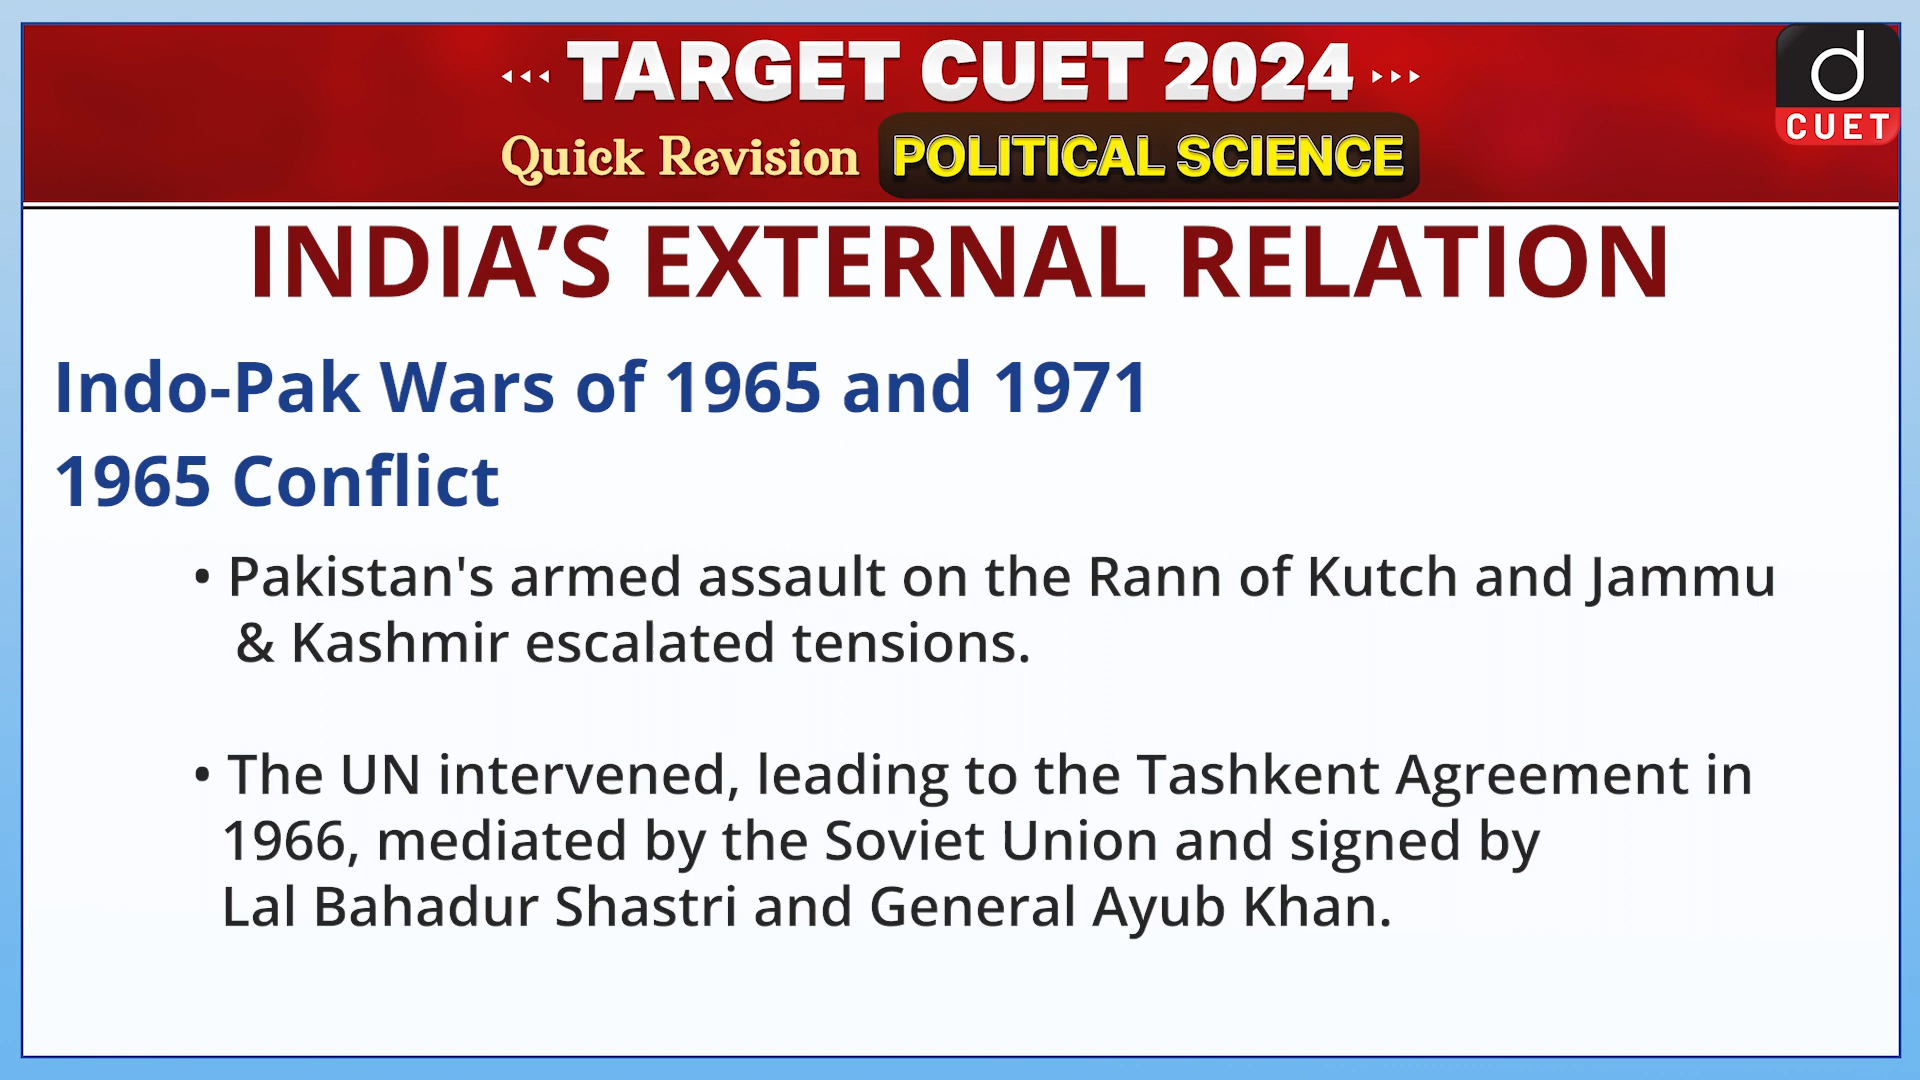 TARGET CUET 2024
Quick Revision POLITICAL SCIENCE
d
CUET
INDIA’S EXTERNAL RELATION
Indo-Pak Wars of 1965 and 1971
1965 Conflict
• Pakistan's armed assault on the Rann of Kutch and Jammu
& Kashmir escalated tensions.
• The UN intervened, leading to the Tashkent Agreement in
1966, mediated by the Soviet Union and signed by
Lal Bahadur Shastri and General Ayub Khan.